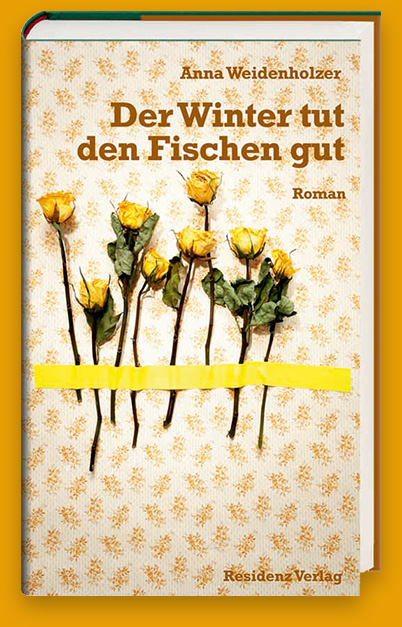 Anna Weidenholzer
Der Winter tut
den Fischen gut
Roman
Residenz Verlag